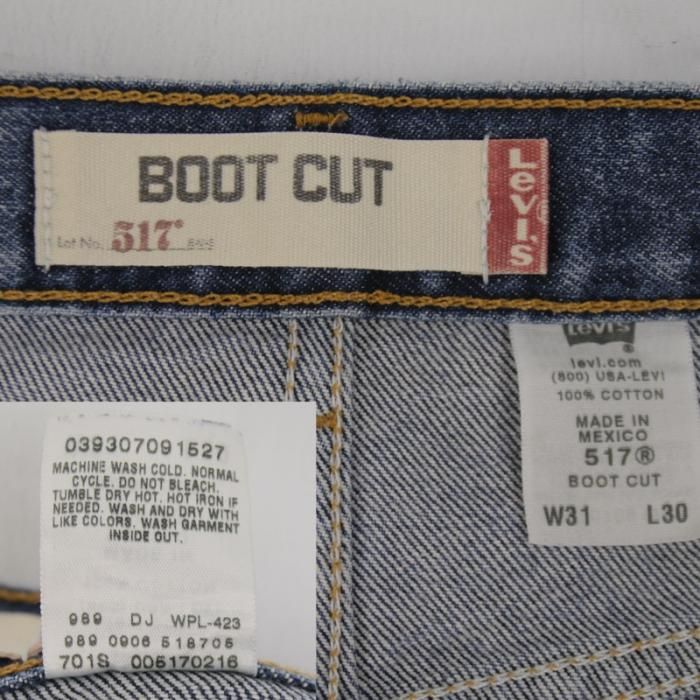 BOOT CUT
Lot No. 517®
Levi's®
Levi's
®
levi.com
(800) USA-LEVI
100% COTTON
MADE IN
MEXICO
517®
BOOT CUT
W31 L30
039307091527
MACHINE WASH COLD. NORMAL
CYCLE. DO NOT BLEACH.
TUMBLE DRY HOT. HOT IRON IF
NEEDED. WASH AND DRY WITH
LIKE COLORS. WASH GARMENT
INSIDE OUT.
989 DJ WPL-423
989 0906 518705
701S 005170216